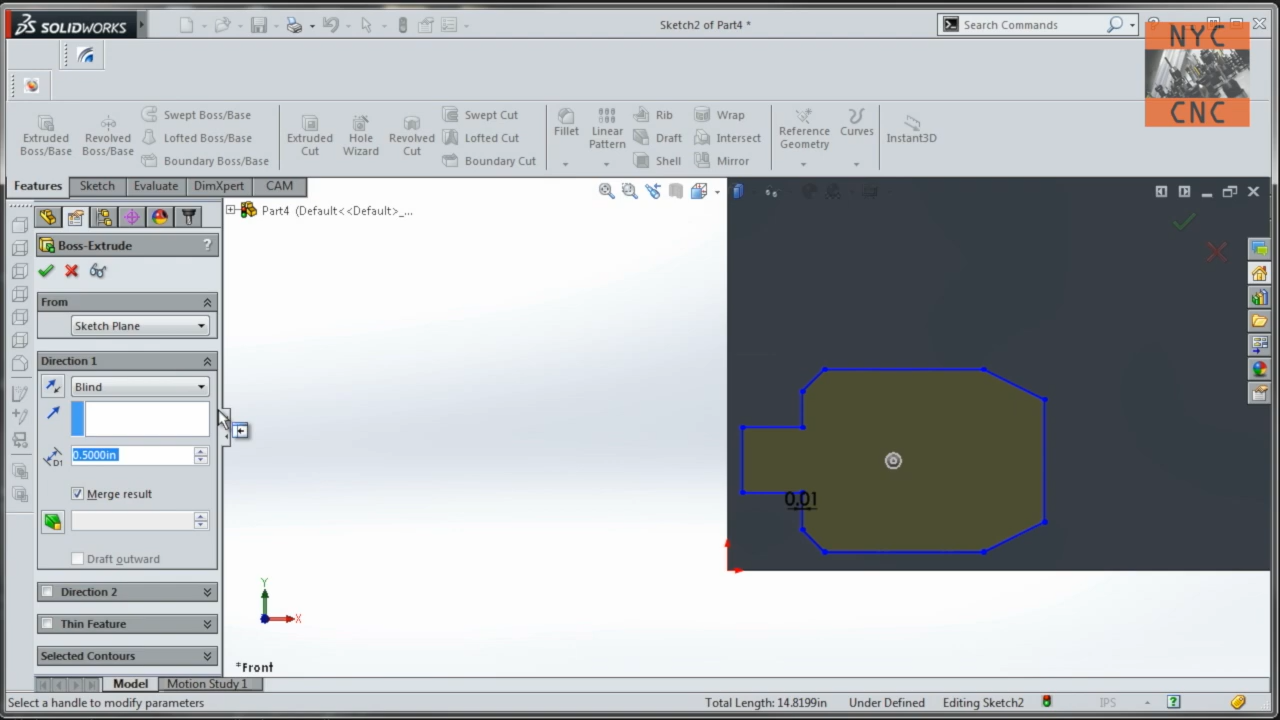 SOLIDWORKS
Sketch2 of Part4 *
Search Commands
NYC
CNC
Extruded Boss/Base
Revolved Boss/Base
Swept Boss/Base
Lofted Boss/Base
Boundary Boss/Base
Extruded Cut
Hole Wizard
Revolved Cut
Swept Cut
Lofted Cut
Boundary Cut
Fillet
Linear Pattern
Rib
Draft
Shell
Wrap
Intersect
Mirror
Reference Geometry
Curves
Instant3D
Features
Sketch
Evaluate
DimXpert
CAM
Part4 (Default<<Default>_...
Boss-Extrude
?
From
Sketch Plane
Direction 1
Blind
D1
0.5000in
Merge result
Draft outward
Direction 2
Thin Feature
Selected Contours
0.01
Y
X
*Front
Model
Motion Study 1
Select a handle to modify parameters
Total Length: 14.8199in
Under Defined
Editing Sketch2
IPS
?